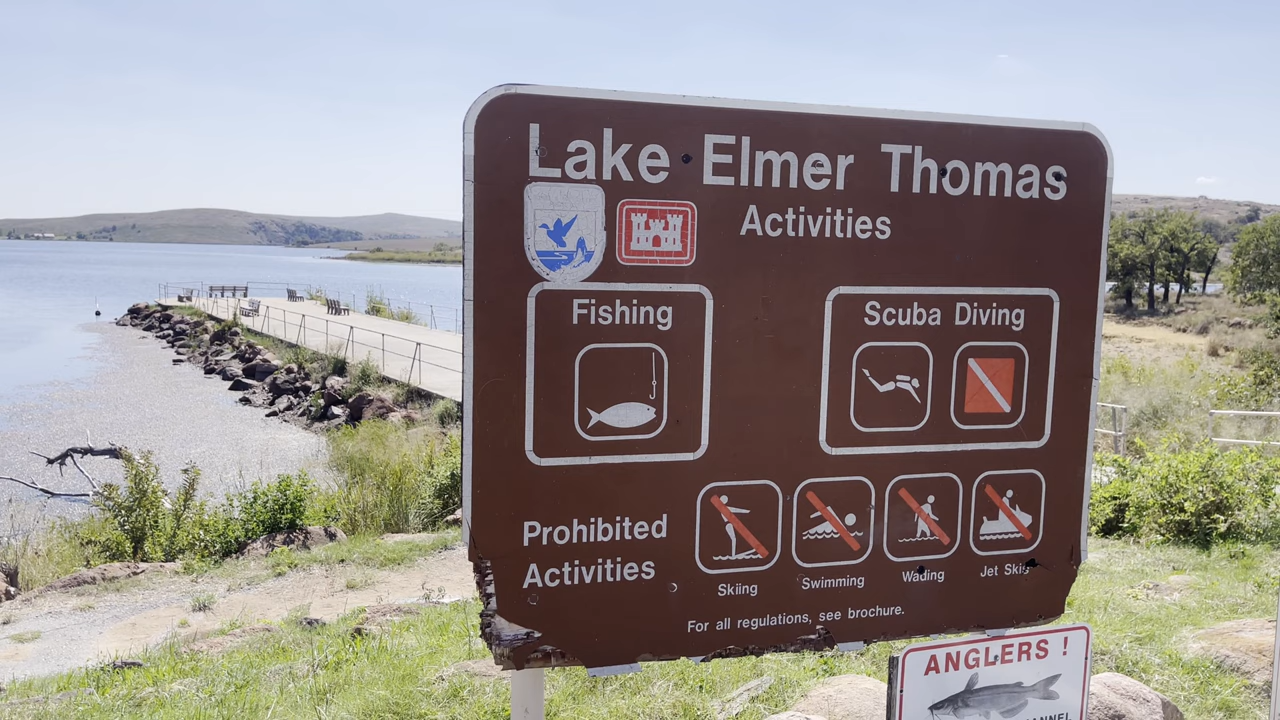 Lake Elmer Thomas
Activities
Fishing
Scuba Diving
Prohibited
Activities
Skiing
Swimming
Wading
Jet Skis
For all regulations, see brochure.
ANGLERS !